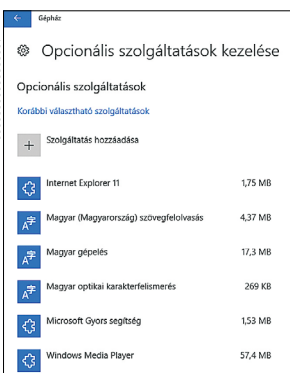 Gépház
Opcionális szolgáltatások kezelése
Opcionális szolgáltatások
Korábbi választható szolgáltatások
Szolgáltatás hozzáadása
Internet Explorer 11 1,75 MB
Magyar (Magyarország) szövegfelolvasás 4,37 MB
Magyar gépelés 17,3 MB
Magyar optikai karakterfelismerés 269 KB
Microsoft Gyors segítség 1,53 MB
Windows Media Player 57,4 MB